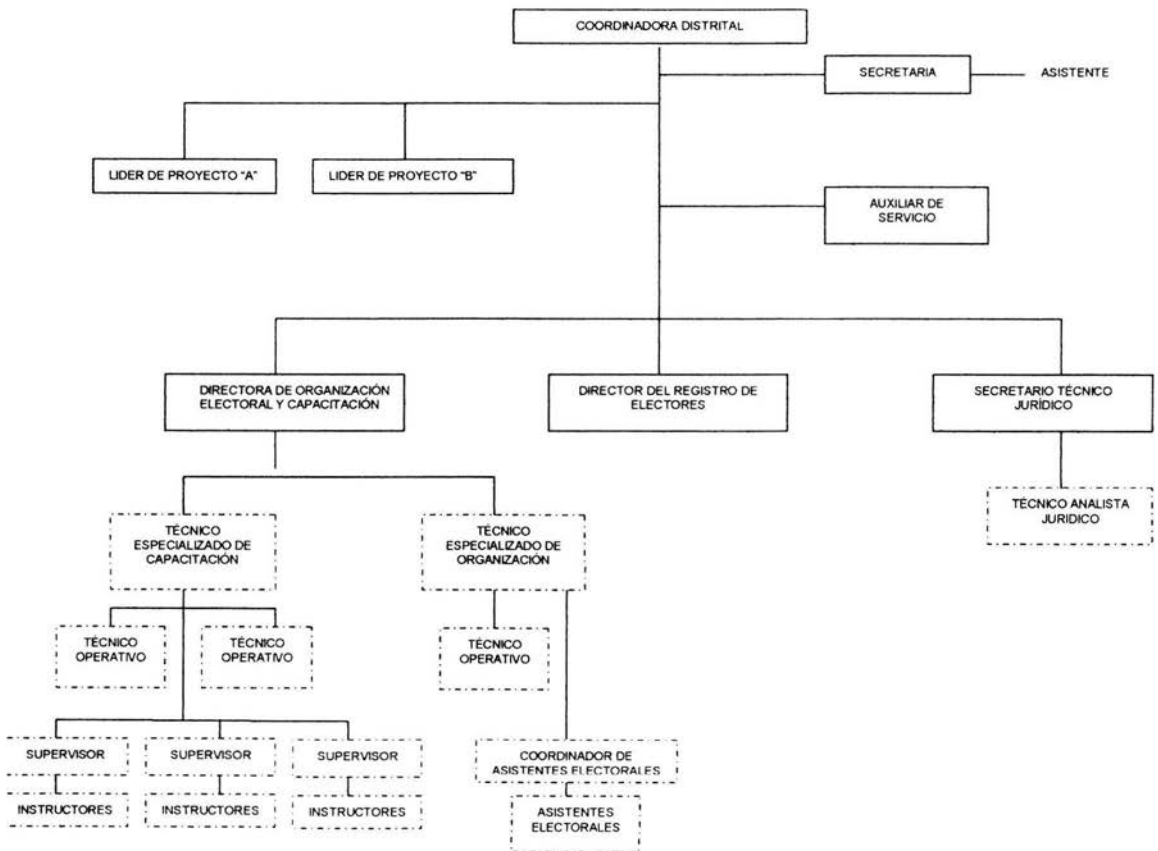 COORDINADORA DISTRITAL
SECRETARIA
ASISTENTE
LIDER DE PROYECTO "A"
LIDER DE PROYECTO "B"
AUXILIAR DE
SERVICIO
DIRECTORA DE ORGANIZACIÓN
ELECTORAL Y CAPACITACIÓN
DIRECTOR DEL REGISTRO DE
ELECTORES
SECRETARIO TÉCNICO
JURÍDICO
TÉCNICO ANALISTA
JURIDICO
TÉCNICO
ESPECIALIZADO DE
CAPACITACIÓN
TÉCNICO
ESPECIALIZADO DE
ORGANIZACIÓN
TÉCNICO
OPERATIVO
TÉCNICO
OPERATIVO
TÉCNICO
OPERATIVO
SUPERVISOR
SUPERVISOR
SUPERVISOR
COORDINADOR DE
ASISTENTES ELECTORALES
INSTRUCTORES
INSTRUCTORES
INSTRUCTORES
ASISTENTES
ELECTORALES